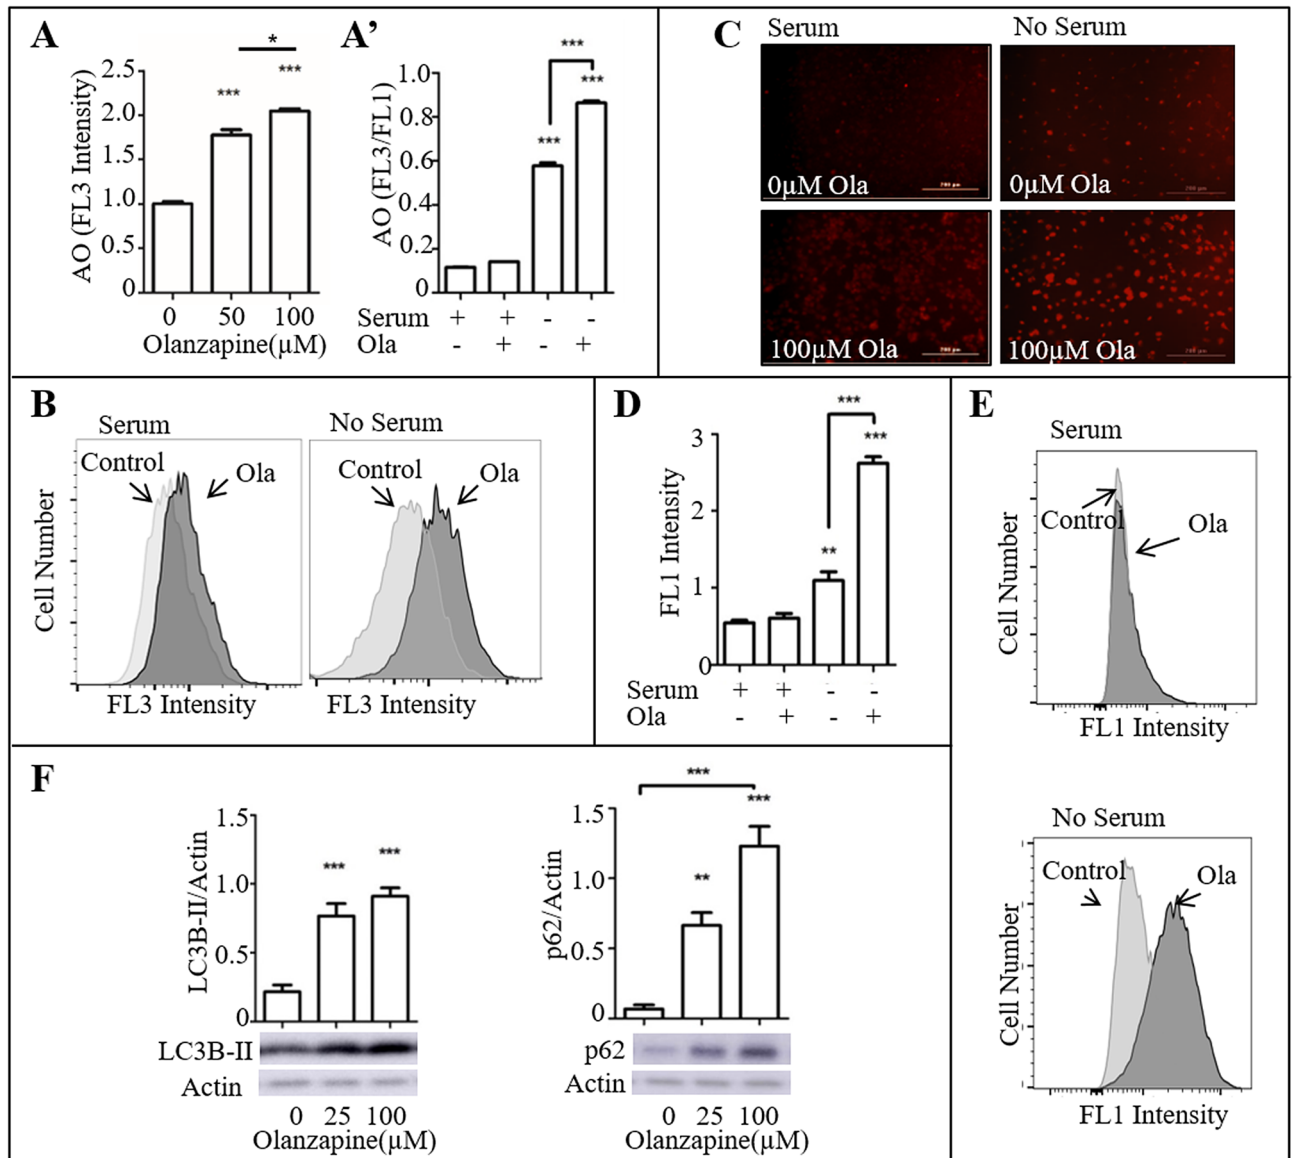 A
*
***
***
2.5
2.0
1.5
1.0
0.5
0
AO (FL3 Intensity)
0 50 100
Olanzapine(µM)
A’
***
***
***
1.0
0.8
0.6
0.4
0.2
0
AO (FL3/FL1)
Serum + + - -
Ola - + - +
C
Serum
No Serum
0µM Ola
0µM Ola
100µM Ola
100µM Ola
B
Serum
No Serum
Control
Ola
Control
Ola
Cell Number
FL3 Intensity
FL3 Intensity
D
***
***
**
3
2
1
0
FL1 Intensity
Serum + + - -
Ola - + - +
E
Serum
Control
Ola
Cell Number
FL1 Intensity
No Serum
Control
Ola
Cell Number
FL1 Intensity
F
***
***
1.5
1.0
0.5
0
LC3B-II/Actin
LC3B-II
Actin
0 25 100
Olanzapine(µM)
***
***
**
1.5
1.0
0.5
0
p62/Actin
p62
Actin
0 25 100
Olanzapine(µM)